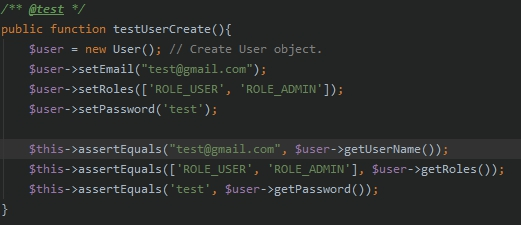 /** @test */
public function testUserCreate(){
$user = new User(); // Create User object.
$user->setEmail("test@gmail.com");
$user->setRoles(['ROLE_USER', 'ROLE_ADMIN']);
$user->setPassword('test');
$this->assertEquals("test@gmail.com", $user->getUserName());
$this->assertEquals(['ROLE_USER', 'ROLE_ADMIN'], $user->getRoles());
$this->assertEquals('test', $user->getPassword());
}